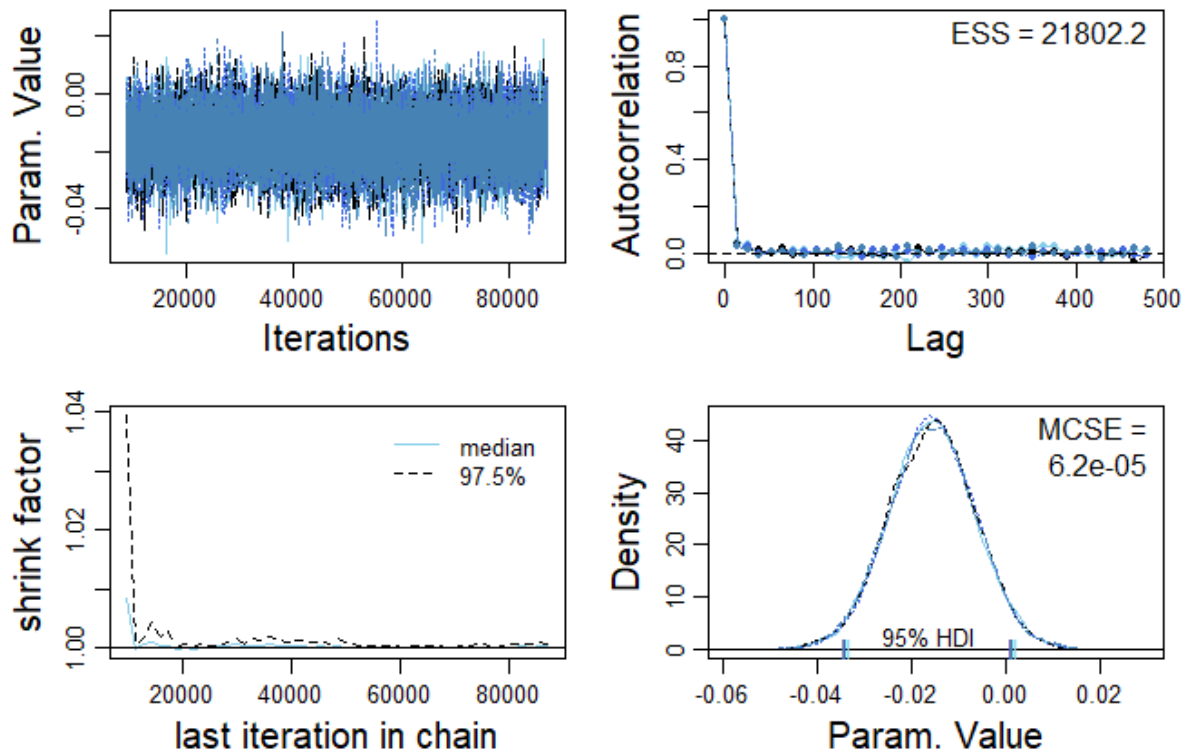 Param. Value
0.00
-0.04
20000 40000 60000 80000
Iterations
ESS = 21802.2
Autocorrelation
0.8
0.4
0.0
0 100 200 300 400 500
Lag
shrink factor
1.04
1.02
1.00
median
97.5%
20000 40000 60000 80000
last iteration in chain
MCSE =
6.2e-05
Density
40
30
20
10
0
95% HDI
-0.06 -0.04 -0.02 0.00 0.02
Param. Value